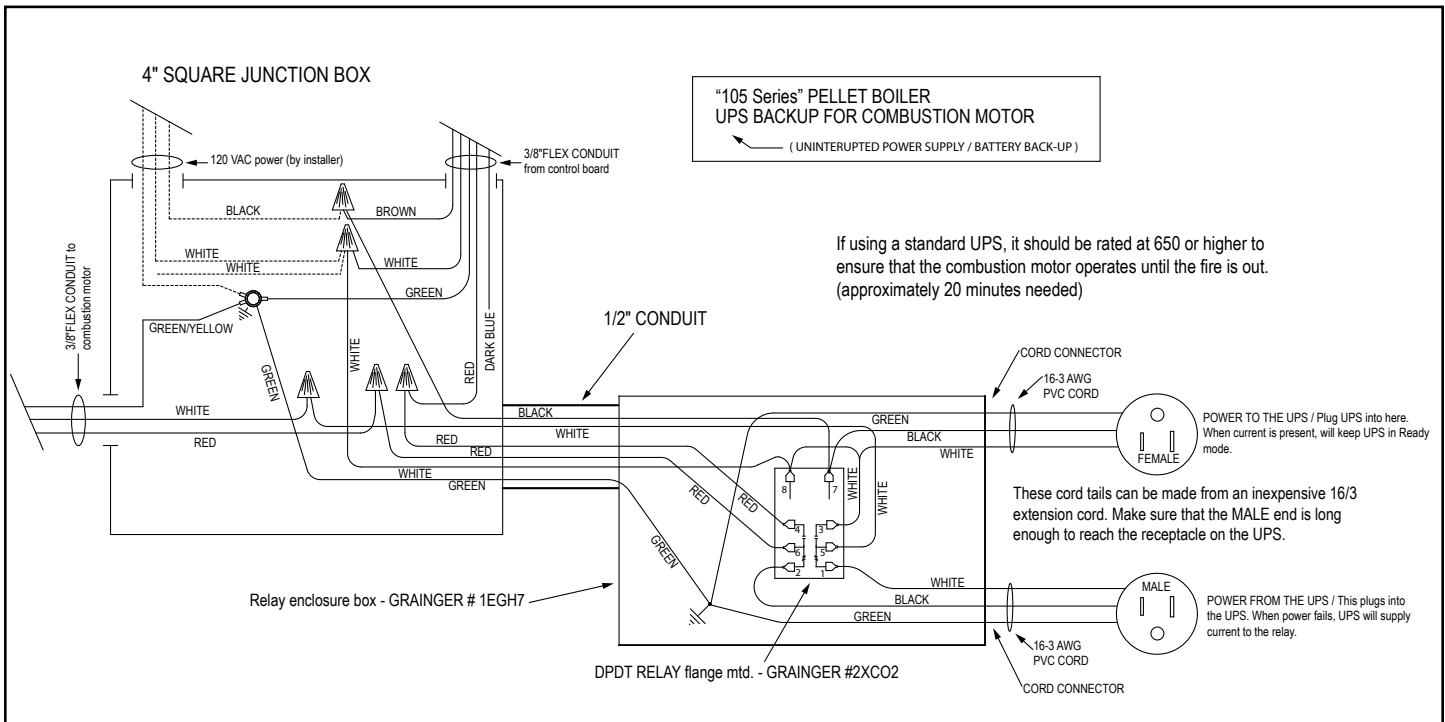 4" SQUARE JUNCTION BOX
"105 Series" PELLET BOILER
UPS BACKUP FOR COMBUSTION MOTOR
( UNINTERUPTED POWER SUPPLY / BATTERY BACK-UP )
120 VAC power (by installer)
3/8"FLEX CONDUIT
from control board
BLACK
BROWN
WHITE
WHITE
WHITE
GREEN
GREEN/YELLOW
3/8"FLEX CONDUIT to
combustion motor
GREEN
WHITE
RED
DARK BLUE
WHITE
RED
If using a standard UPS, it should be rated at 650 or higher to
ensure that the combustion motor operates until the fire is out.
(approximately 20 minutes needed)
1/2" CONDUIT
BLACK
WHITE
RED
RED
WHITE
GREEN
RED
RED
GREEN
8
7
4
3
6
5
2
1
WHITE
WHITE
CORD CONNECTOR
16-3 AWG
PVC CORD
GREEN
BLACK
WHITE
FEMALE
POWER TO THE UPS / Plug UPS into here.
When current is present, will keep UPS in Ready
mode.
These cord tails can be made from an inexpensive 16/3
extension cord. Make sure that the MALE end is long
enough to reach the receptacle on the UPS.
WHITE
BLACK
GREEN
MALE
POWER FROM THE UPS / This plugs into
the UPS. When power fails, UPS will supply
current to the relay.
16-3 AWG
PVC CORD
CORD CONNECTOR
Relay enclosure box - GRAINGER # 1EGH7
DPDT RELAY flange mtd. - GRAINGER #2XCO2